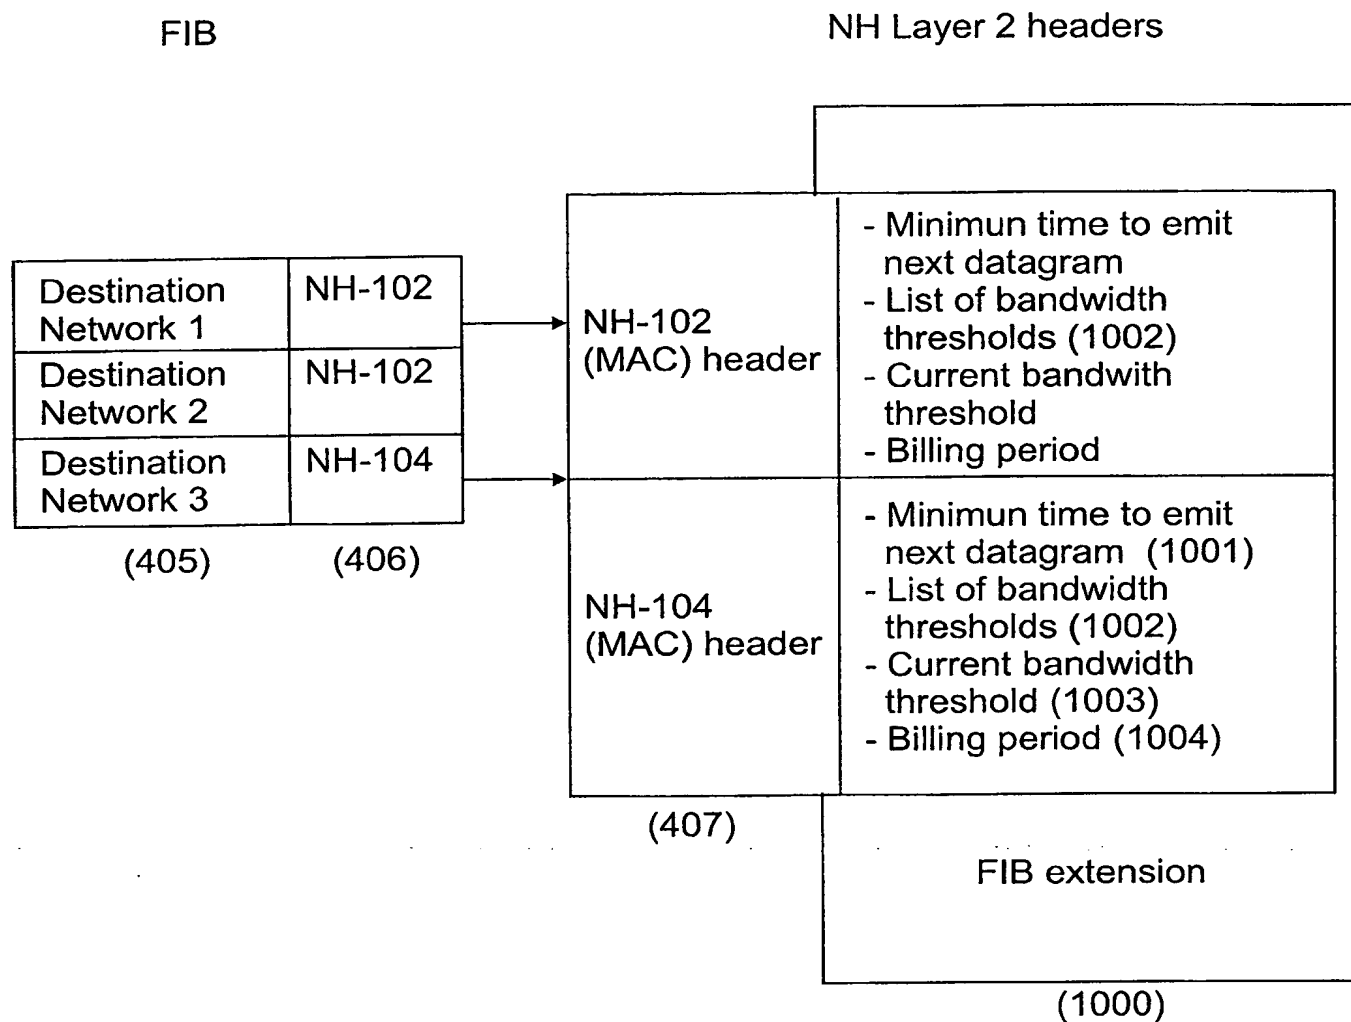 FIB
NH Layer 2 headers
Destination
Network 1
NH-102
Destination
Network 2
NH-102
Destination
Network 3
NH-104
(405)
(406)
NH-102
(MAC) header
- Minimun time to emit
next datagram
- List of bandwidth
thresholds (1002)
- Current bandwith
threshold
- Billing period
NH-104
(MAC) header
- Minimun time to emit
next datagram (1001)
- List of bandwidth
thresholds (1002)
- Current bandwidth
threshold (1003)
- Billing period (1004)
(407)
FIB extension
(1000)